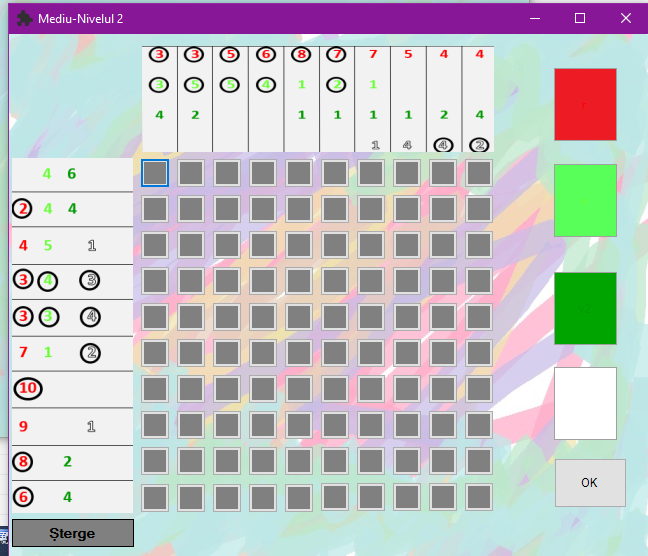 Mediu-Nivelul 2
3 3 5 6 8 7 7 5 4 4
3 5 5 4 1 2 1
4 2 1 1 1 1 2 4
1 4 4 2
4 6
2 4 4
4 5 1
3 4 3
3 3 4
7 1 2
10
9 1
8 2
6 4
OK
Șterge